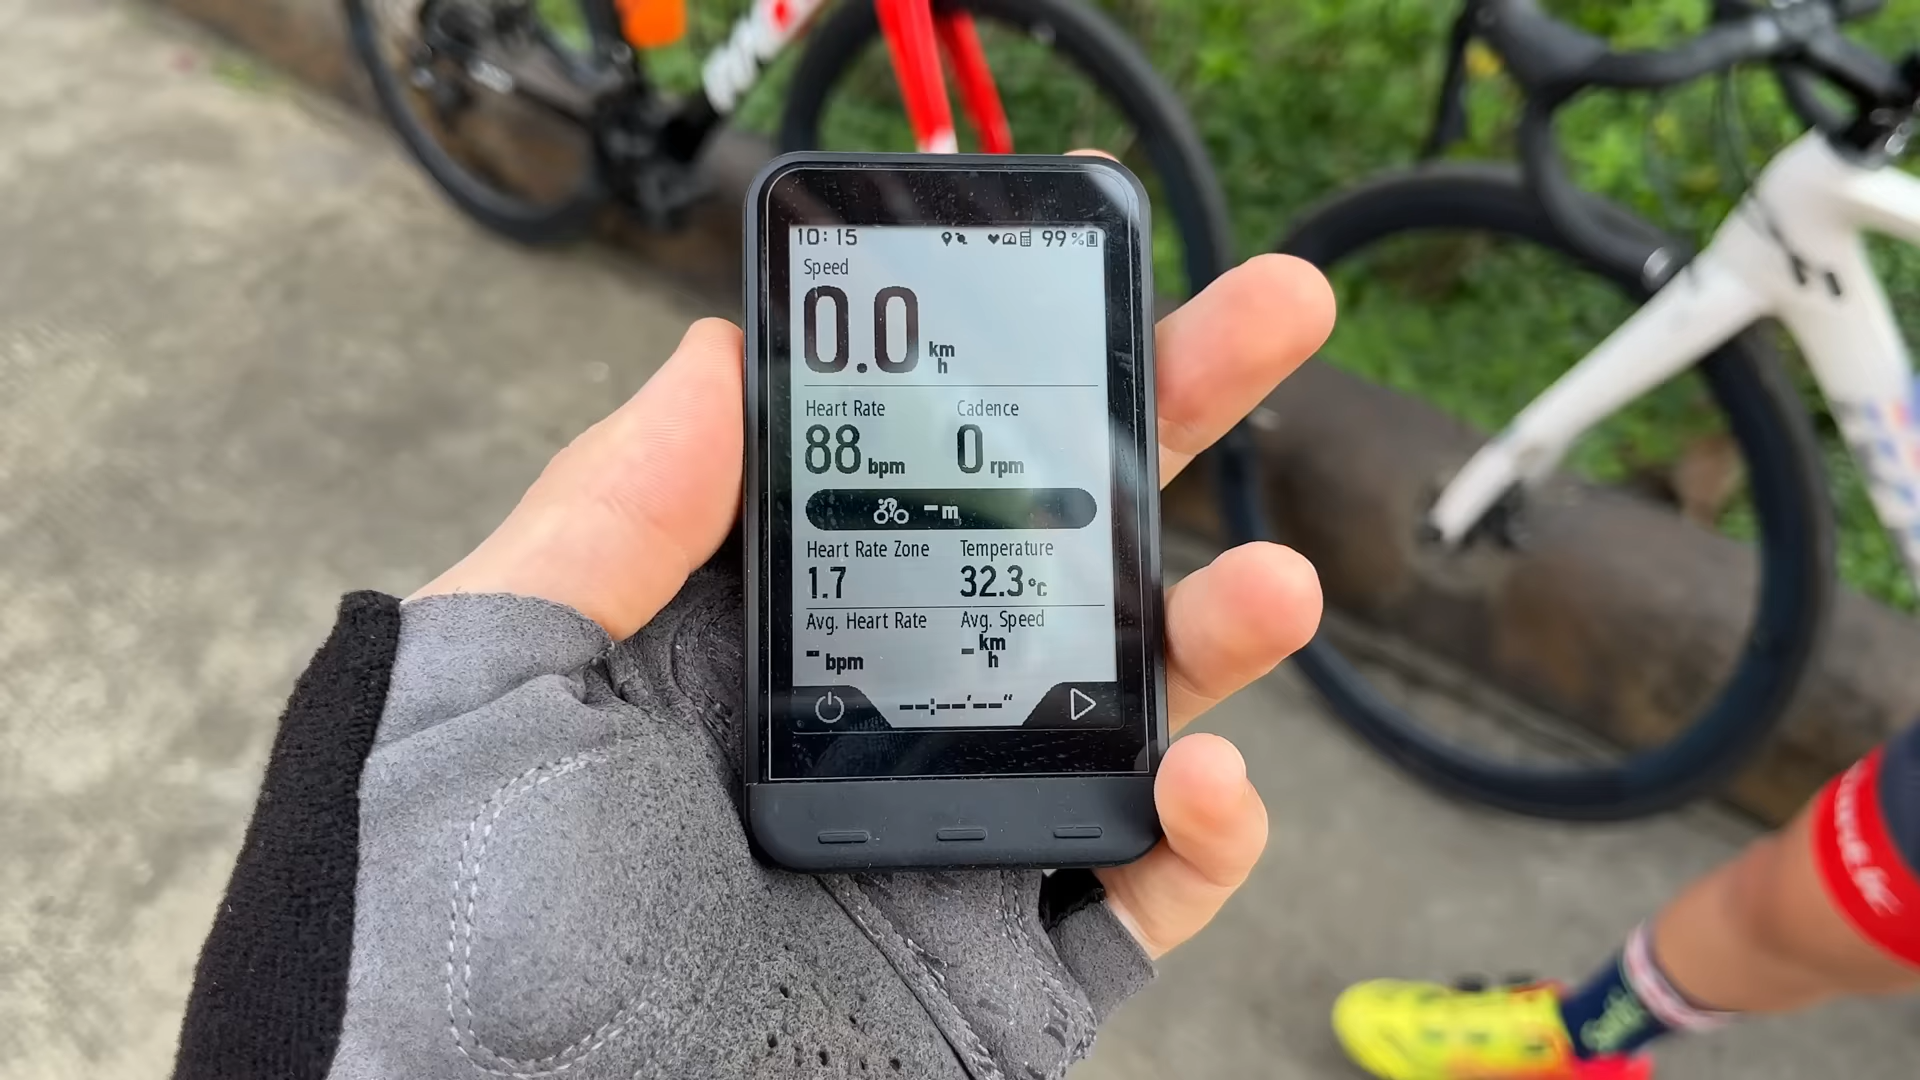 10:15 99%
Speed
0.0 km/h
Heart Rate Cadence
88 bpm 0 rpm
-m
Heart Rate Zone Temperature
1.7 32.3°C
Avg. Heart Rate Avg. Speed
- bpm - km/h
--:--'--"